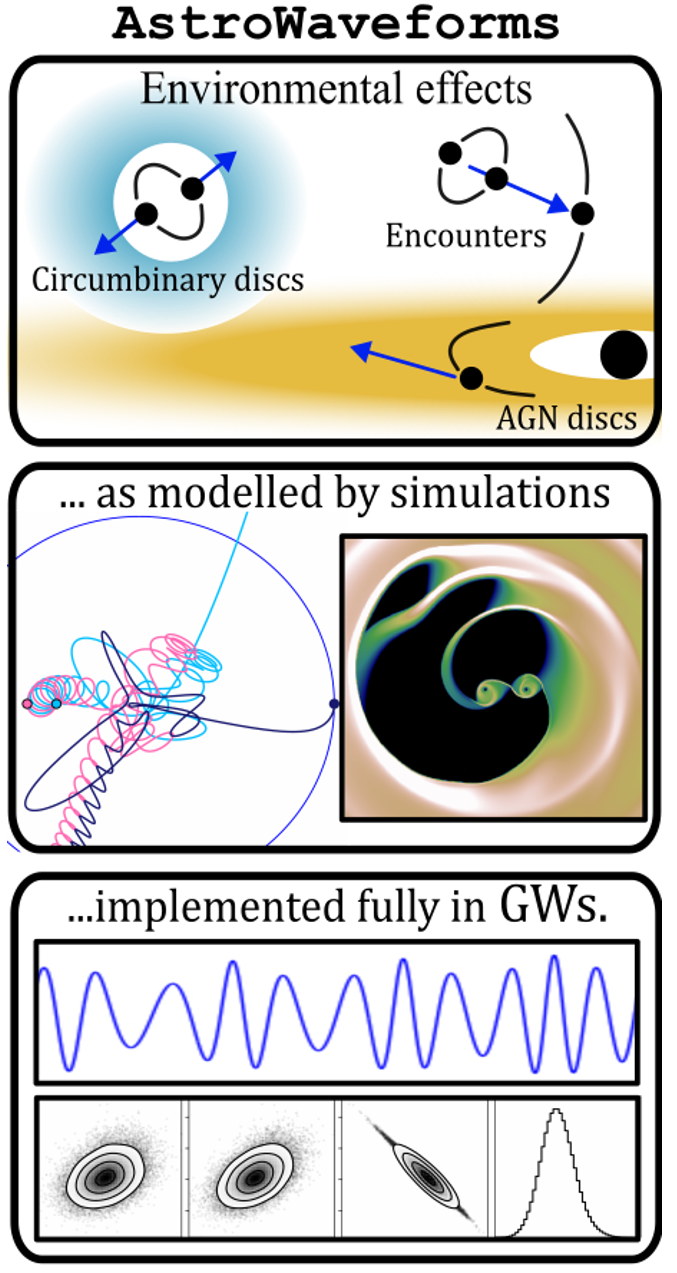 AstroWaveforms
Environmental effects
Encounters
Circumbinary discs
AGN discs
... as modelled by simulations
...implemented fully in GWs.